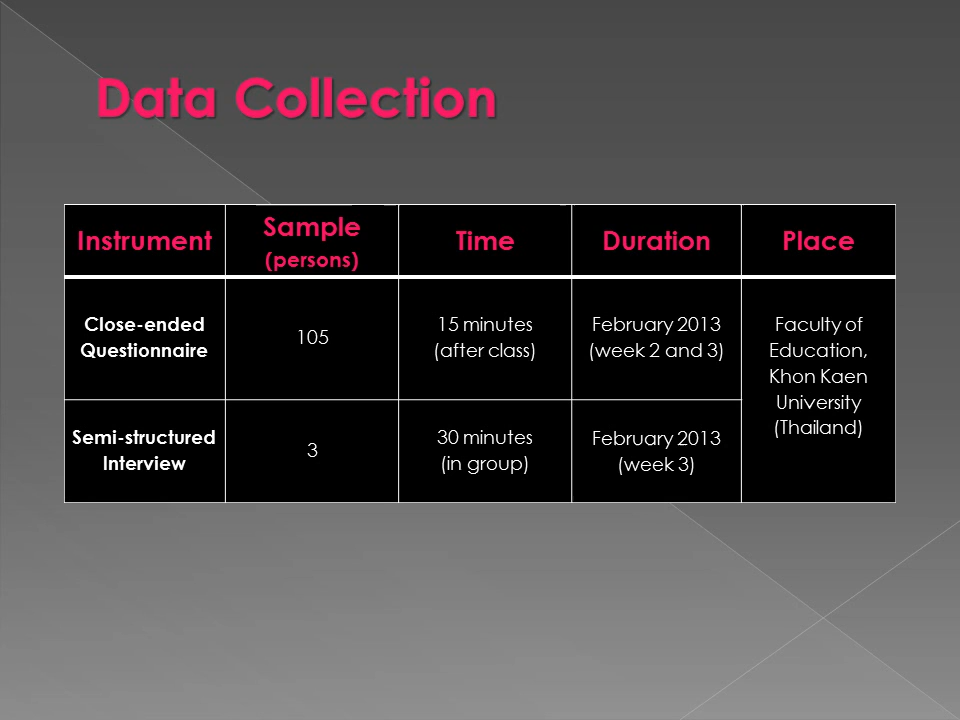 Data Collection
Instrument
Sample
(persons)
Time
Duration
Place
Close-ended
Questionnaire
105
15 minutes
(after class)
February 2013
(week 2 and 3)
Faculty of
Education,
Khon Kaen
University
(Thailand)
Semi-structured
Interview
3
30 minutes
(in group)
February 2013
(week 3)